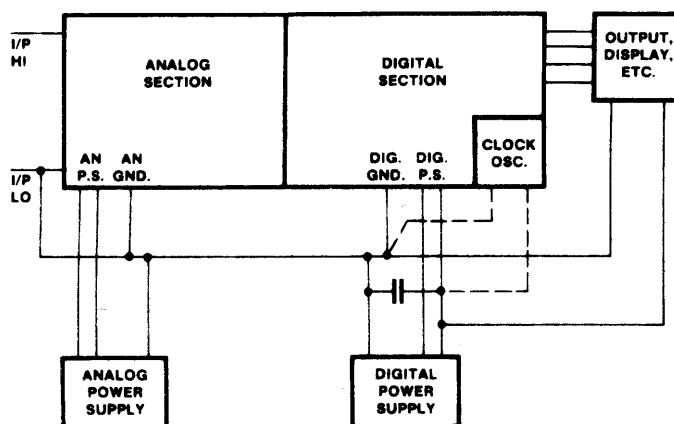 I/P
HI
ANALOG
SECTION
DIGITAL
SECTION
OUTPUT,
DISPLAY,
ETC.
CLOCK
OSC.
I/P
LO
AN
P.S.
AN
GND.
DIG.
GND.
DIG.
P.S.
ANALOG
POWER
SUPPLY
DIGITAL
POWER
SUPPLY